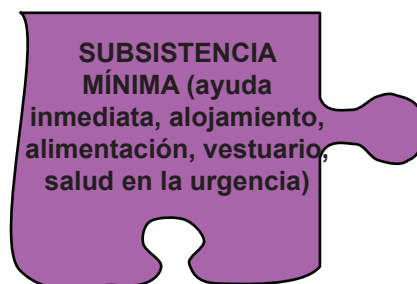 SUBSISTENCIA
MÍNIMA (ayuda
inmediata, alojamiento,
alimentación, vestuario,
salud en la urgencia)